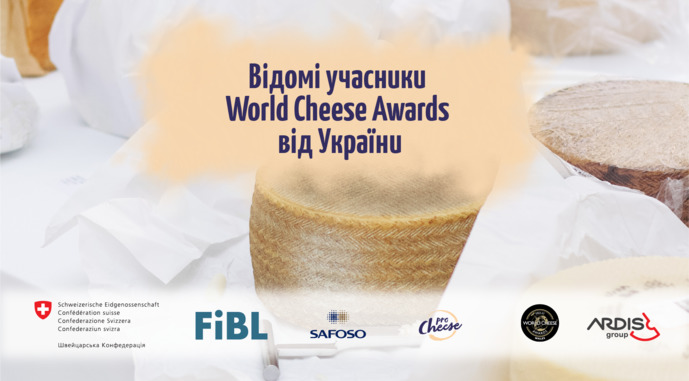 Відомі учасники
World Cheese Awards
від України
Schweizerische Eidgenossenschaft
Confédération suisse
Confederazione Svizzera
Confederaziun svizra
Швейцарська Конфедерація
FiBL
SAFOSO
pro
Cheese
WORLD CHEESE
AWARDS
ARDIS
group